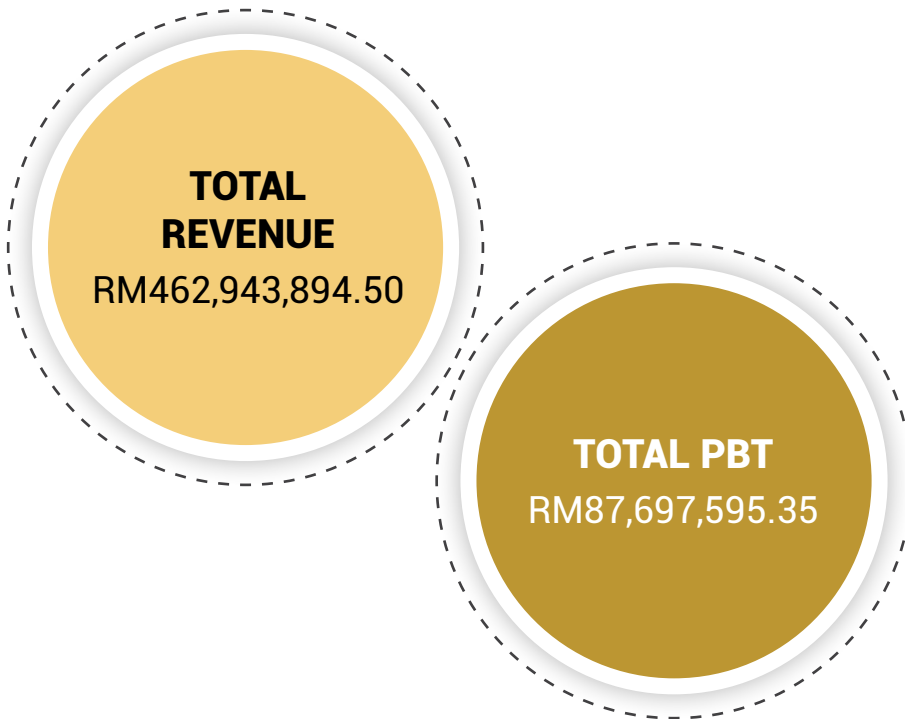 TOTAL
REVENUE
RM462,943,894.50
TOTAL PBT
RM87,697,595.35